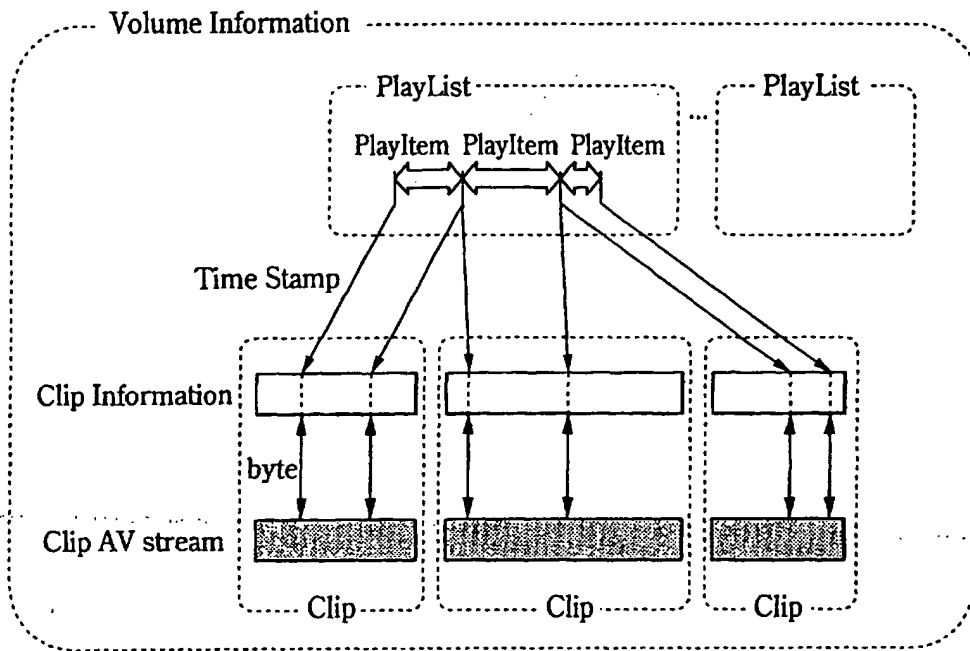 Volume Information
PlayList
PlayList
...
PlayItem PlayItem PlayItem
Time Stamp
Clip Information
byte
Clip AV stream
Clip
Clip
Clip